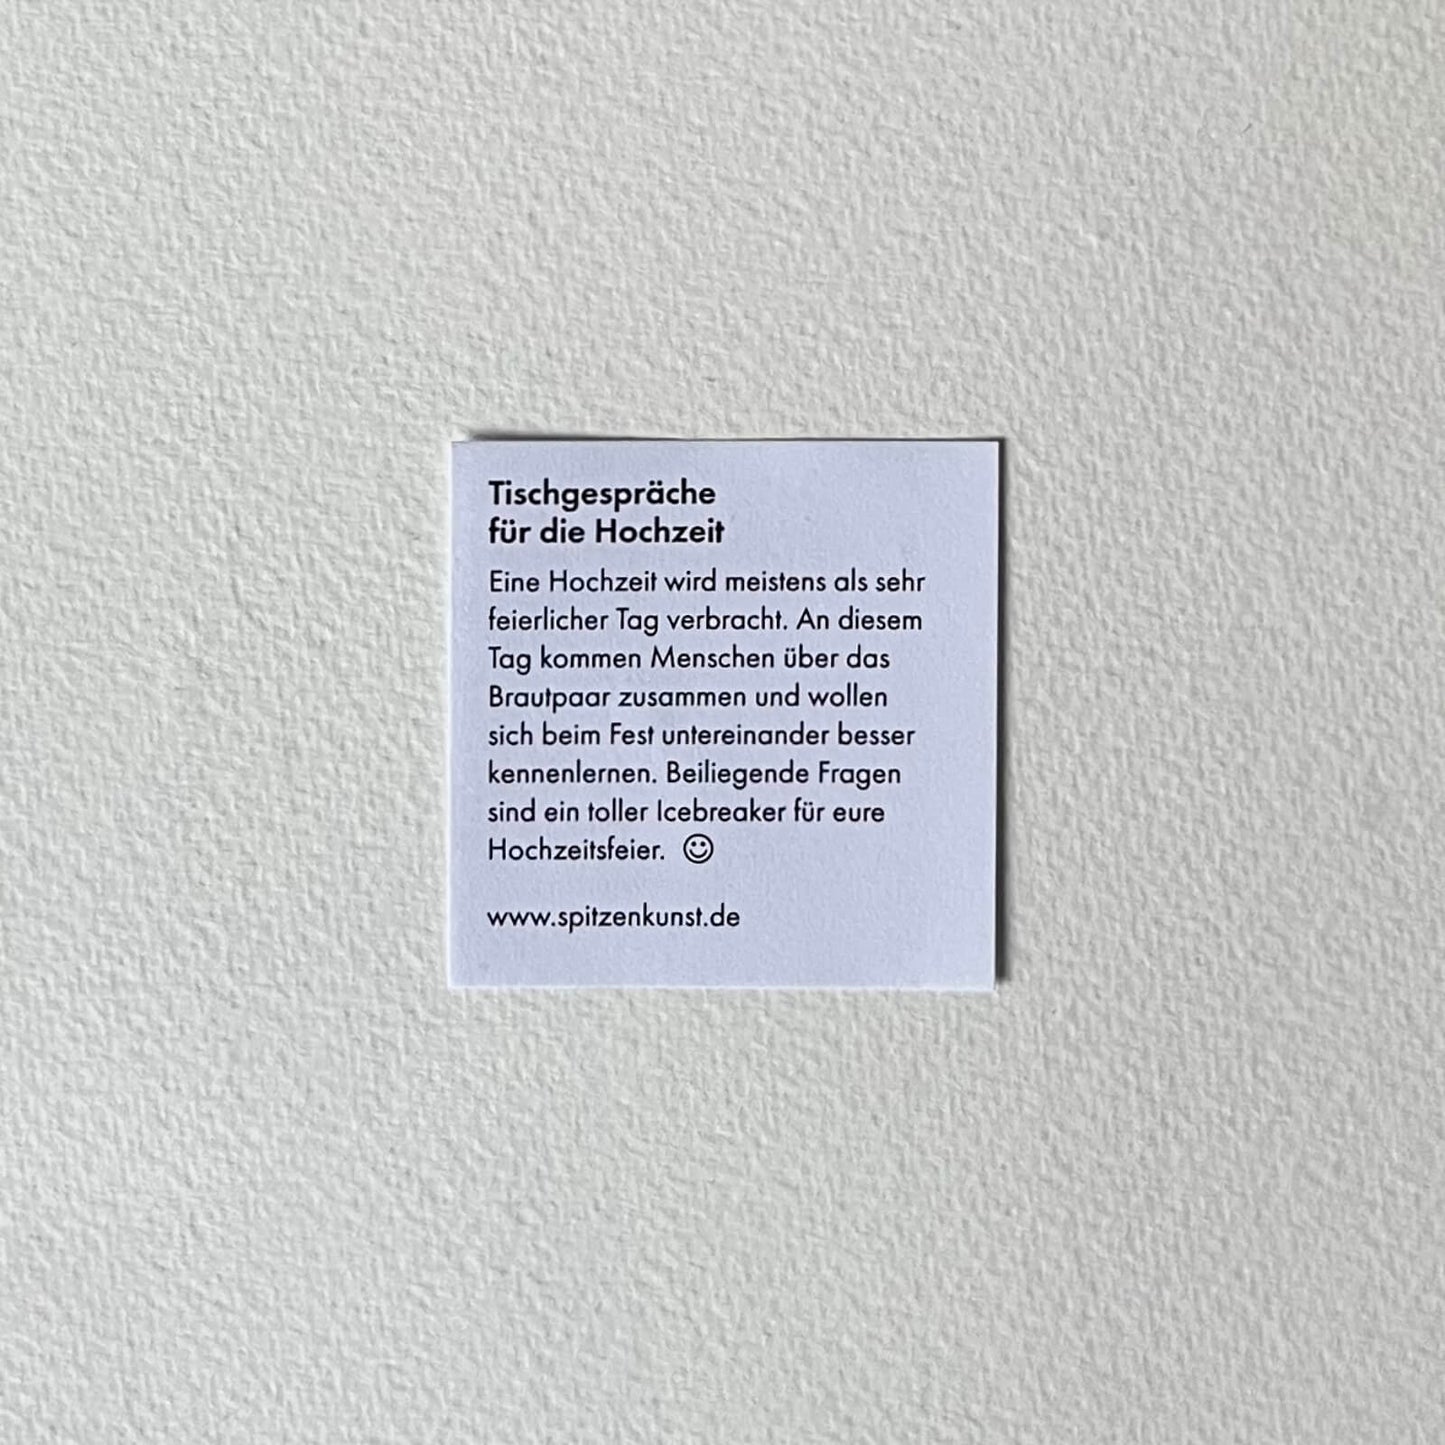 Tischgespräche
für die Hochzeit
Eine Hochzeit wird meistens als sehr
feierlicher Tag verbracht. An diesem
Tag kommen Menschen über das
Brautpaar zusammen und wollen
sich beim Fest untereinander besser
kennenlernen. Beiliegende Fragen
sind ein toller Icebreaker für eure
Hochzeitsfeier. ☺
www.spitzenkunst.de